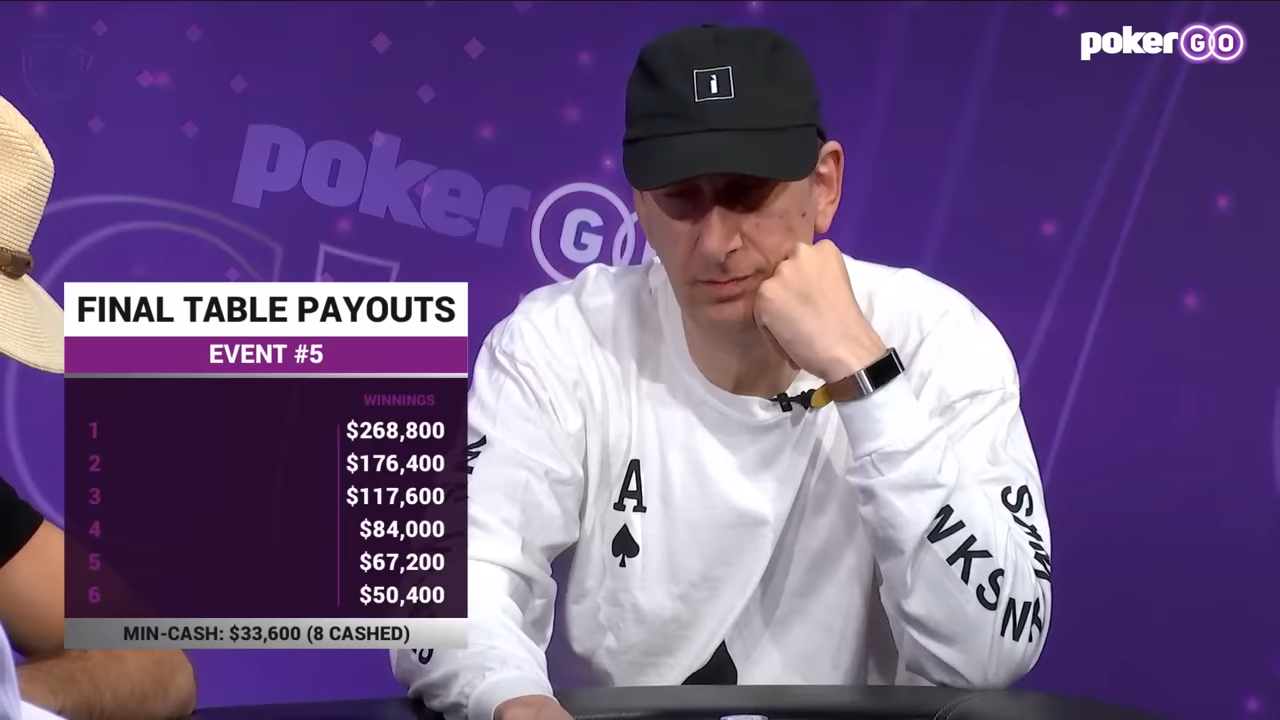 pokerGO
poker G
FINAL TABLE PAYOUTS
EVENT #5
WINNINGS
1 $268,800
2 $176,400
3 $117,600
4 $84,000
5 $67,200
6 $50,400
MIN-CASH: $33,600 (8 CASHED)
A